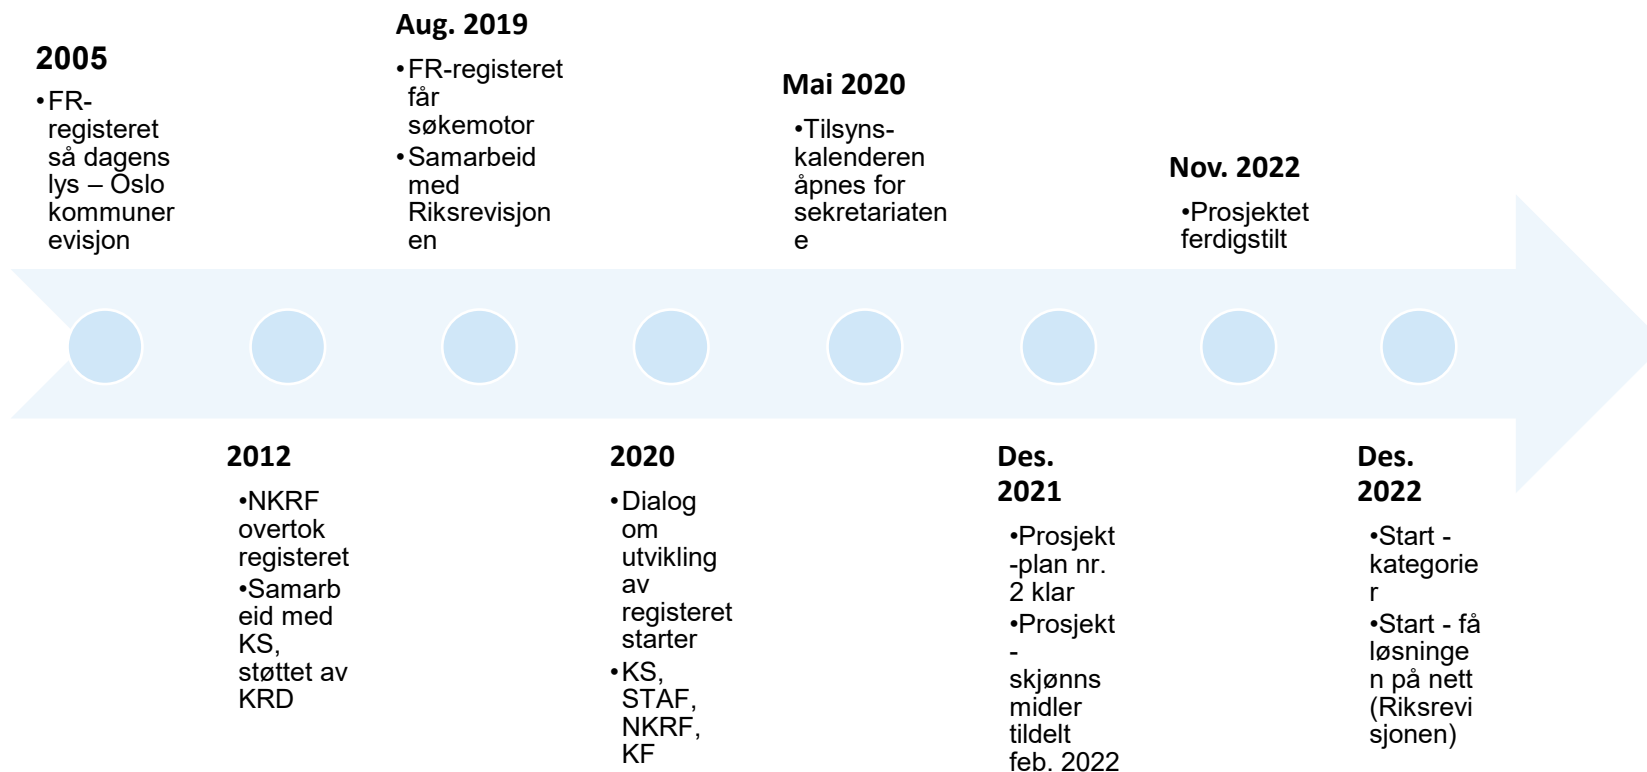 2005
•FR-
registeret
så dagens
lys – Oslo
kommuner
evisjon
2012
•NKRF
overtok
registeret
•Samarb
eid med
KS,
støttet av
KRD
Aug. 2019
•FR-registeret
får
søkemotor
•Samarbeid
med
Riksrevisjon
en
2020
•Dialog
om
utvikling
av
registeret
starter
•KS,
STAF,
NKRF,
KF
Mai 2020
•Tilsyns-
kalenderen
åpnes for
sekretariaten
e
Des.
2021
•Prosjekt
-plan nr.
2 klar
•Prosjekt
-
skjønns
midler
tildelt
feb. 2022
Nov. 2022
•Prosjektet
ferdigstilt
Des.
2022
•Start -
kategorie
r
•Start - få
løsninge
n på nett
(Riksrevi
sjonen)